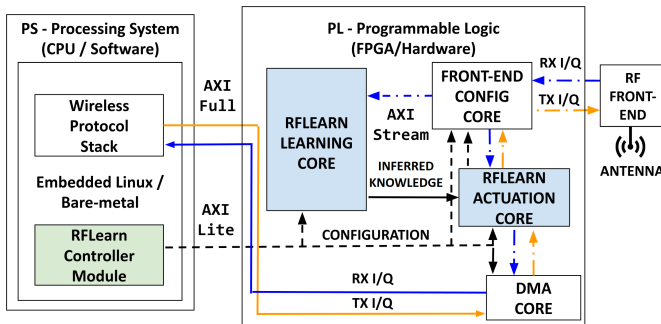 PS - Processing System
(CPU / Software)
Wireless
Protocol
Stack
Embedded Linux /
Bare-metal
RFLearn
Controller
Module
AXI
Full
AXI
Lite
PL - Programmable Logic
(FPGA/Hardware)
RFLEARN
LEARNING
CORE
AXI
Stream
FRONT-END
CONFIG
CORE
INFERRED
KNOWLEDGE
RFLEARN
ACTUATION
CORE
CONFIGURATION
RX I/Q
TX I/Q
DMA
CORE
RX I/Q
TX I/Q
RF
FRONT-
END
ANTENNA